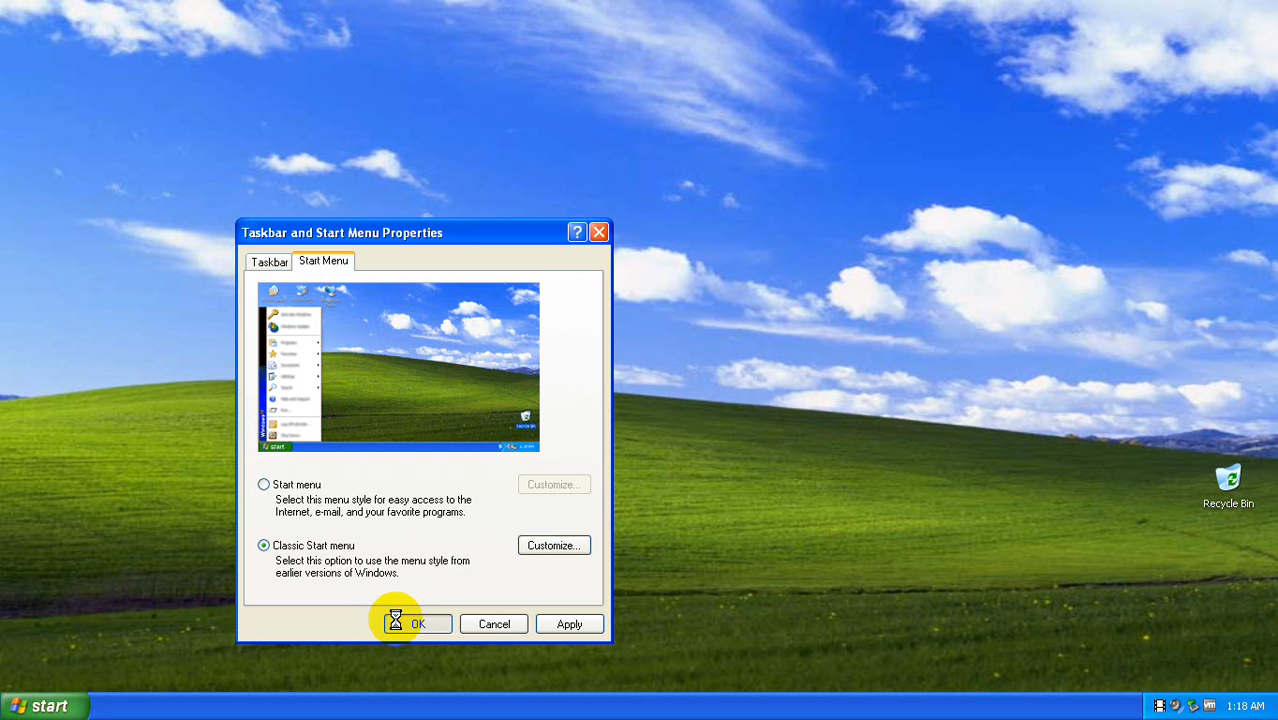 Taskbar and Start Menu Properties
Taskbar
Start Menu
start
Start menu
Customize...
Select this menu style for easy access to the
Internet, e-mail, and your favorite programs.
Classic Start menu
Customize...
Select this option to use the menu style from
earlier versions of Windows.
OK
Cancel
Apply
Recycle Bin
start
1:18 AM